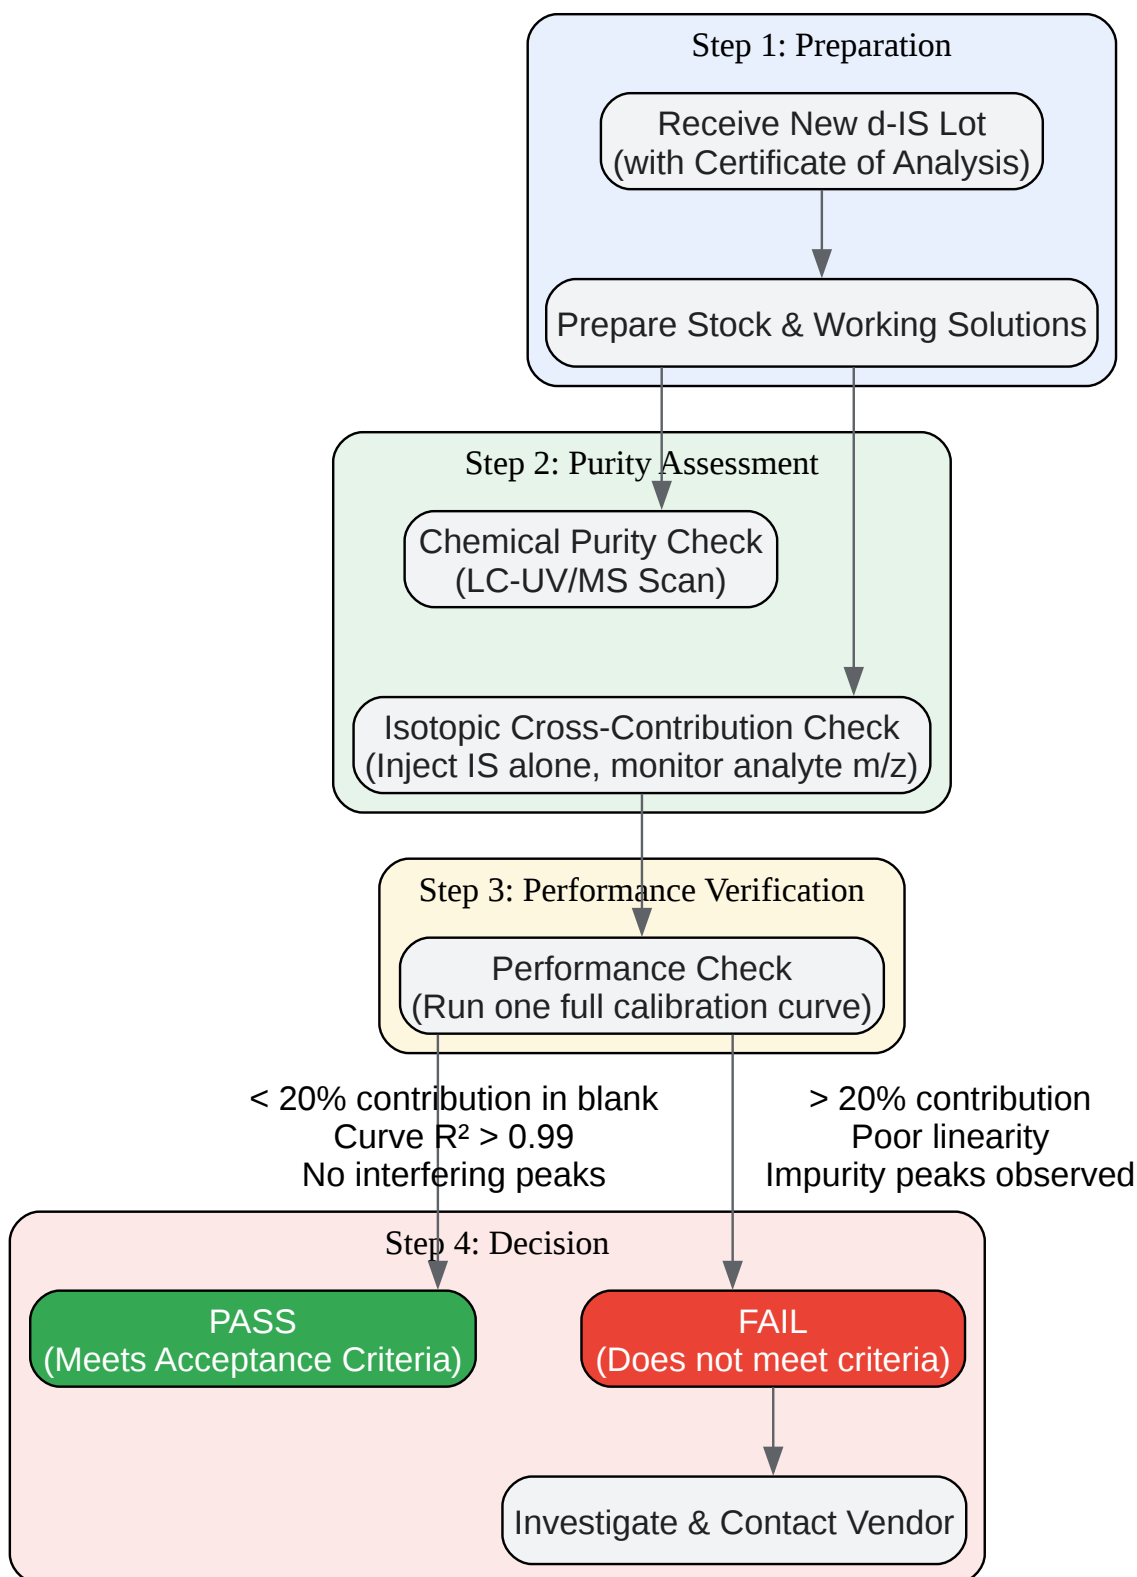 Step 1: Preparation
Receive New d-IS Lot
(with Certificate of Analysis)
Prepare Stock & Working Solutions
Step 2: Purity Assessment
Chemical Purity Check
(LC-UV/MS Scan)
Isotopic Cross-Contribution Check
(Inject IS alone, monitor analyte m/z)
Step 3: Performance Verification
Performance Check
(Run one full calibration curve)
< 20% contribution in blank
Curve R² > 0.99
No interfering peaks
> 20% contribution
Poor linearity
Impurity peaks observed
Step 4: Decision
PASS
(Meets Acceptance Criteria)
FAIL
(Does not meet criteria)
Investigate & Contact Vendor